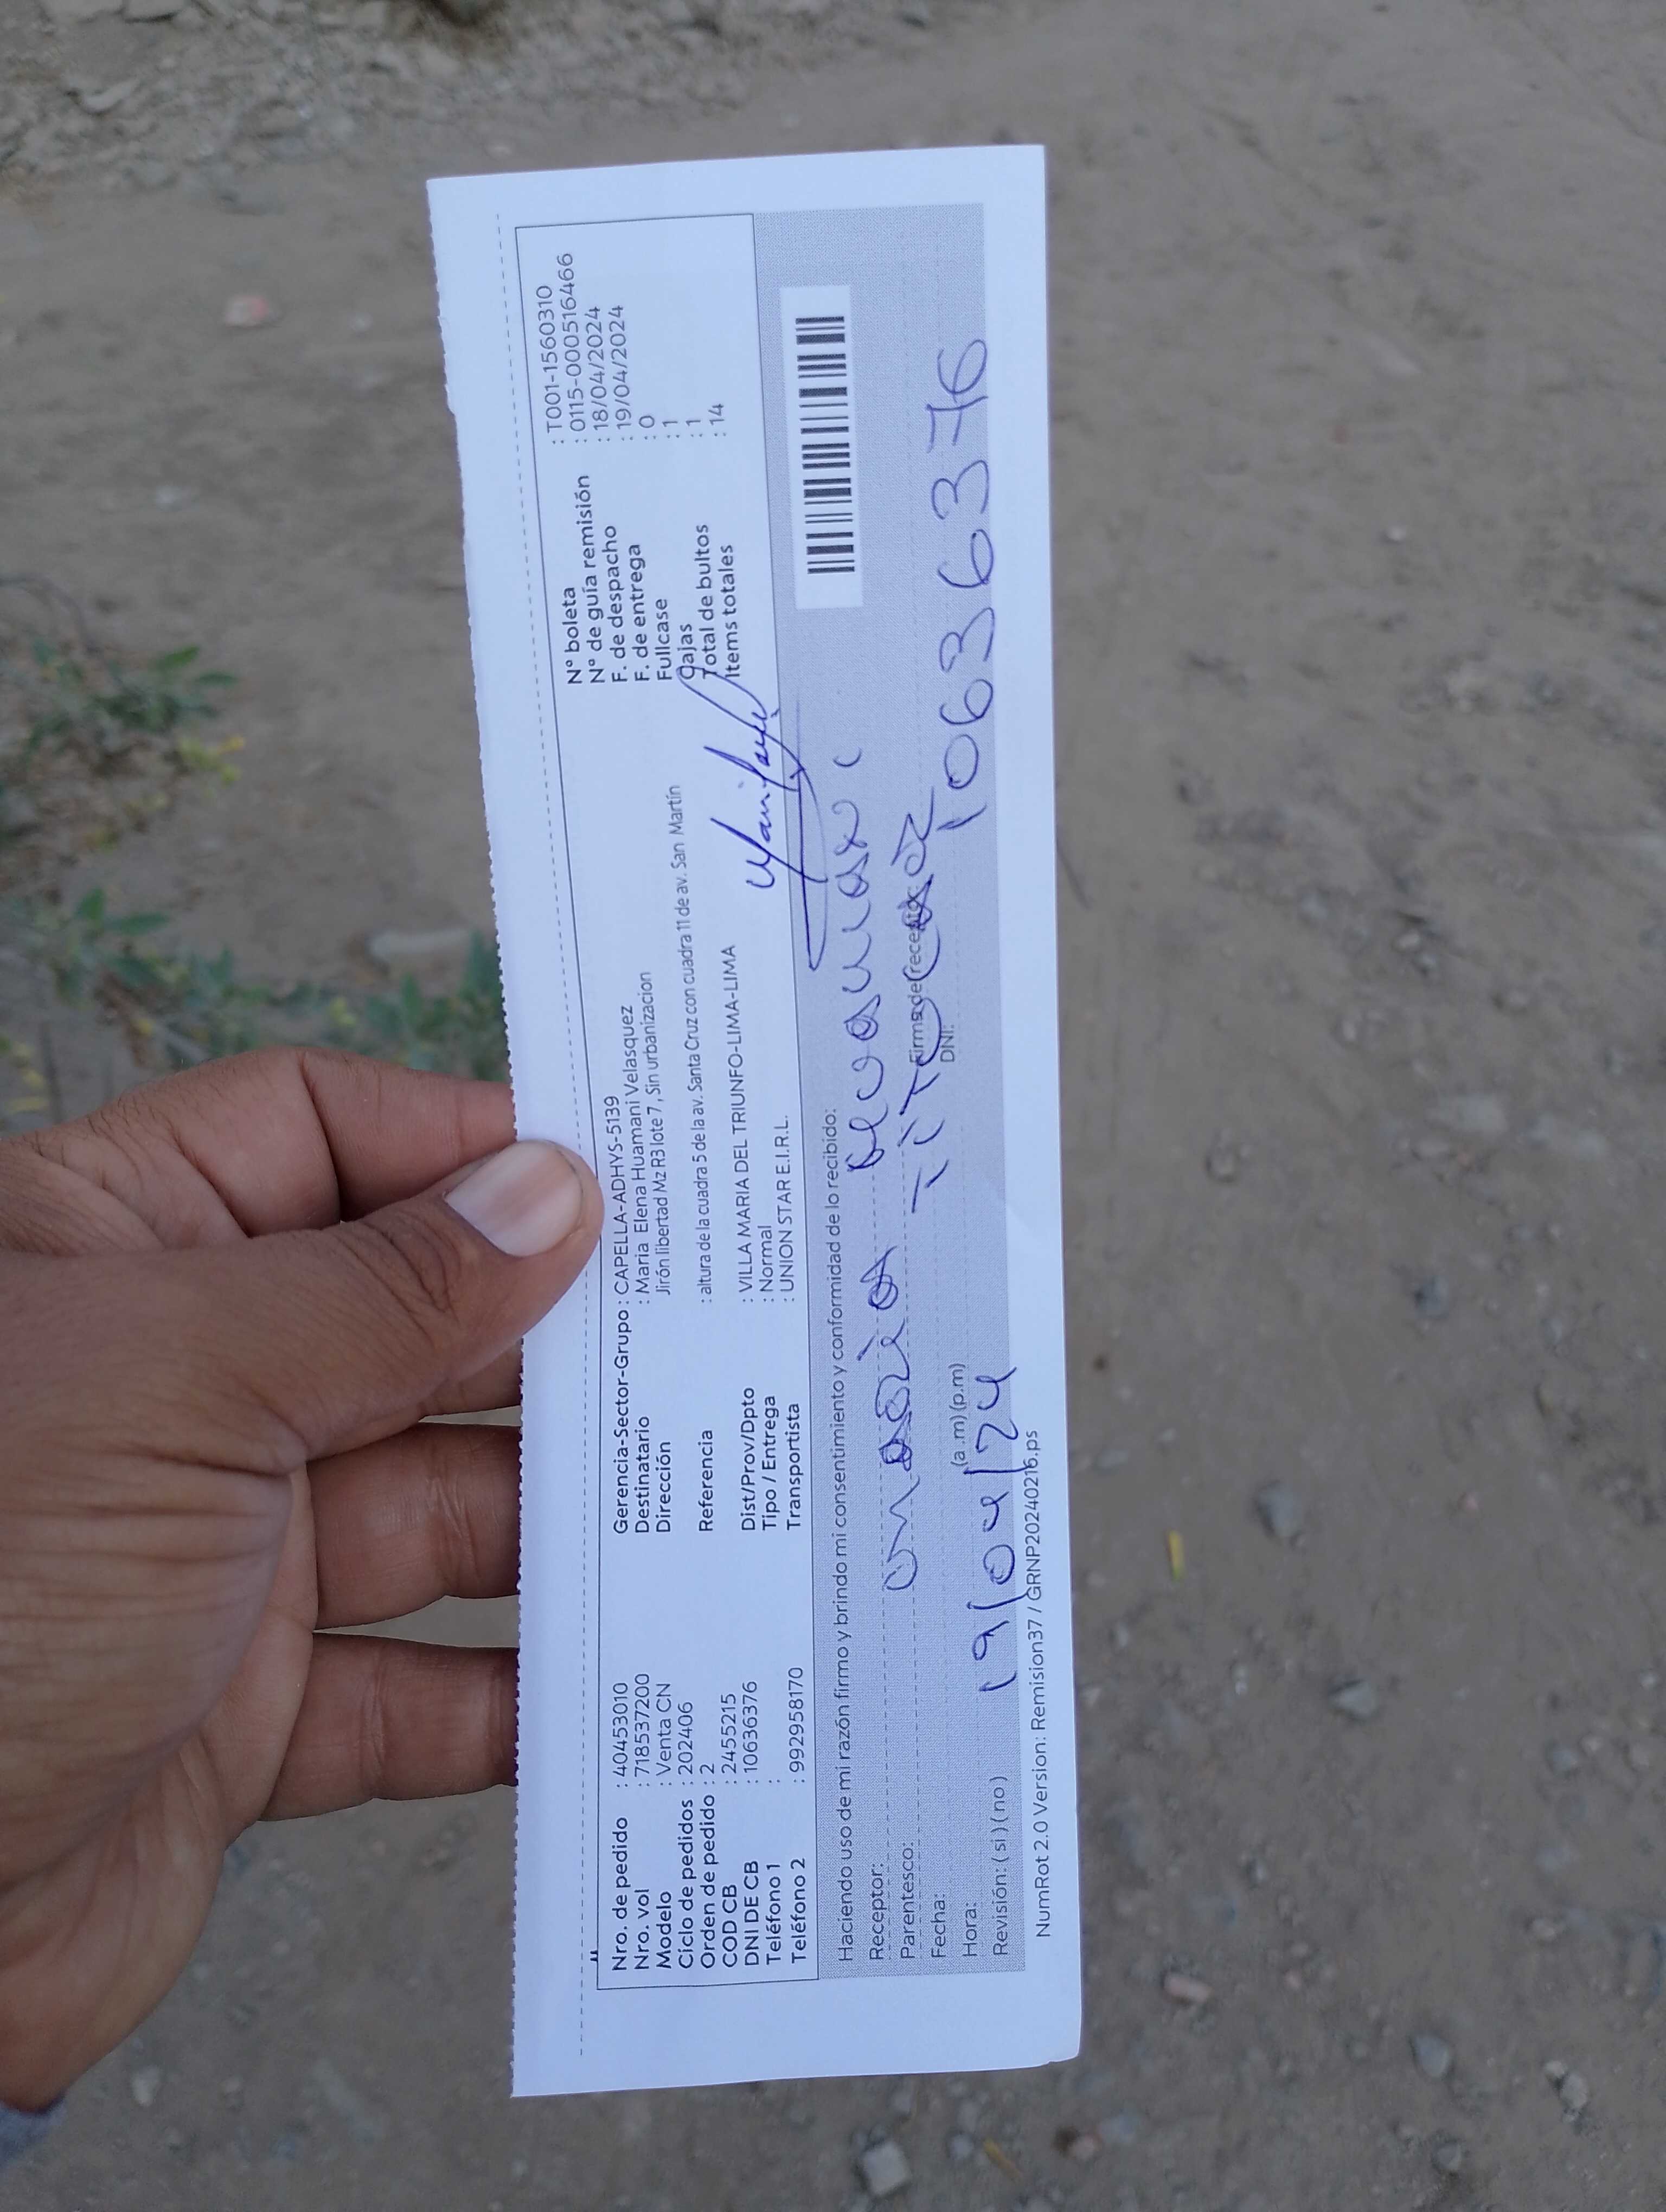 Nro. de pedido : 40453010
Nro. vol : 718537200
Modelo : Venta CN
Ciclo de pedidos : 202406
Orden de pedido : 2
COD CB : 2455215
DNI DE CB : 10636376
Teléfono 1 :
Teléfono 2 : 992958170
Gerencia-Sector-Grupo : CAPELLA-ADHYS-5139
Destinatario : Maria Elena Huamani Velasquez
Dirección Jirón libertad Mz R3 lote 7, Sin urbanizacion
Referencia : altura de la cuadra 5 de la av. Santa Cruz con cuadra 11 de av. San Martín
Dist/Prov/Dpto : VILLA MARIA DEL TRIUNFO-LIMA-LIMA
Tipo / Entrega : Normal
Transportista : UNION STAR E.I.R.L.
N° boleta : T001-1560310
N° de guía remisión : 0115-0000516466
F. de despacho : 18/04/2024
F. de entrega : 19/04/2024
Fullcase : 0
Cajas : 1
Total de bultos : 1
Items totales : 14
Haciendo uso de mi razón firmo y brindo mi consentimiento y conformidad de lo recibido:
Receptor:
Parentesco: Titular
Fecha: 19/04/24
Hora: (a.m) (p.m)
Revisión: ( si ) ( no )
Firma del receptor
DNI: 10636376
NumRot 2.0 Version: Remision37 / GRNP20240216.ps